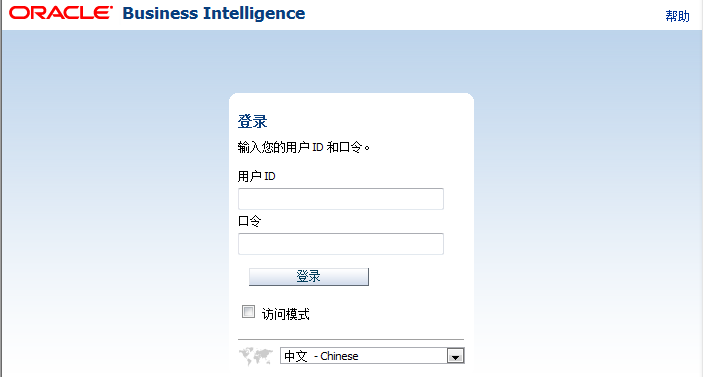 ORACLE® Business Intelligence
帮助
登录
输入您的用户 ID 和口令。
用户 ID
口令
登录
访问模式
中文 - Chinese